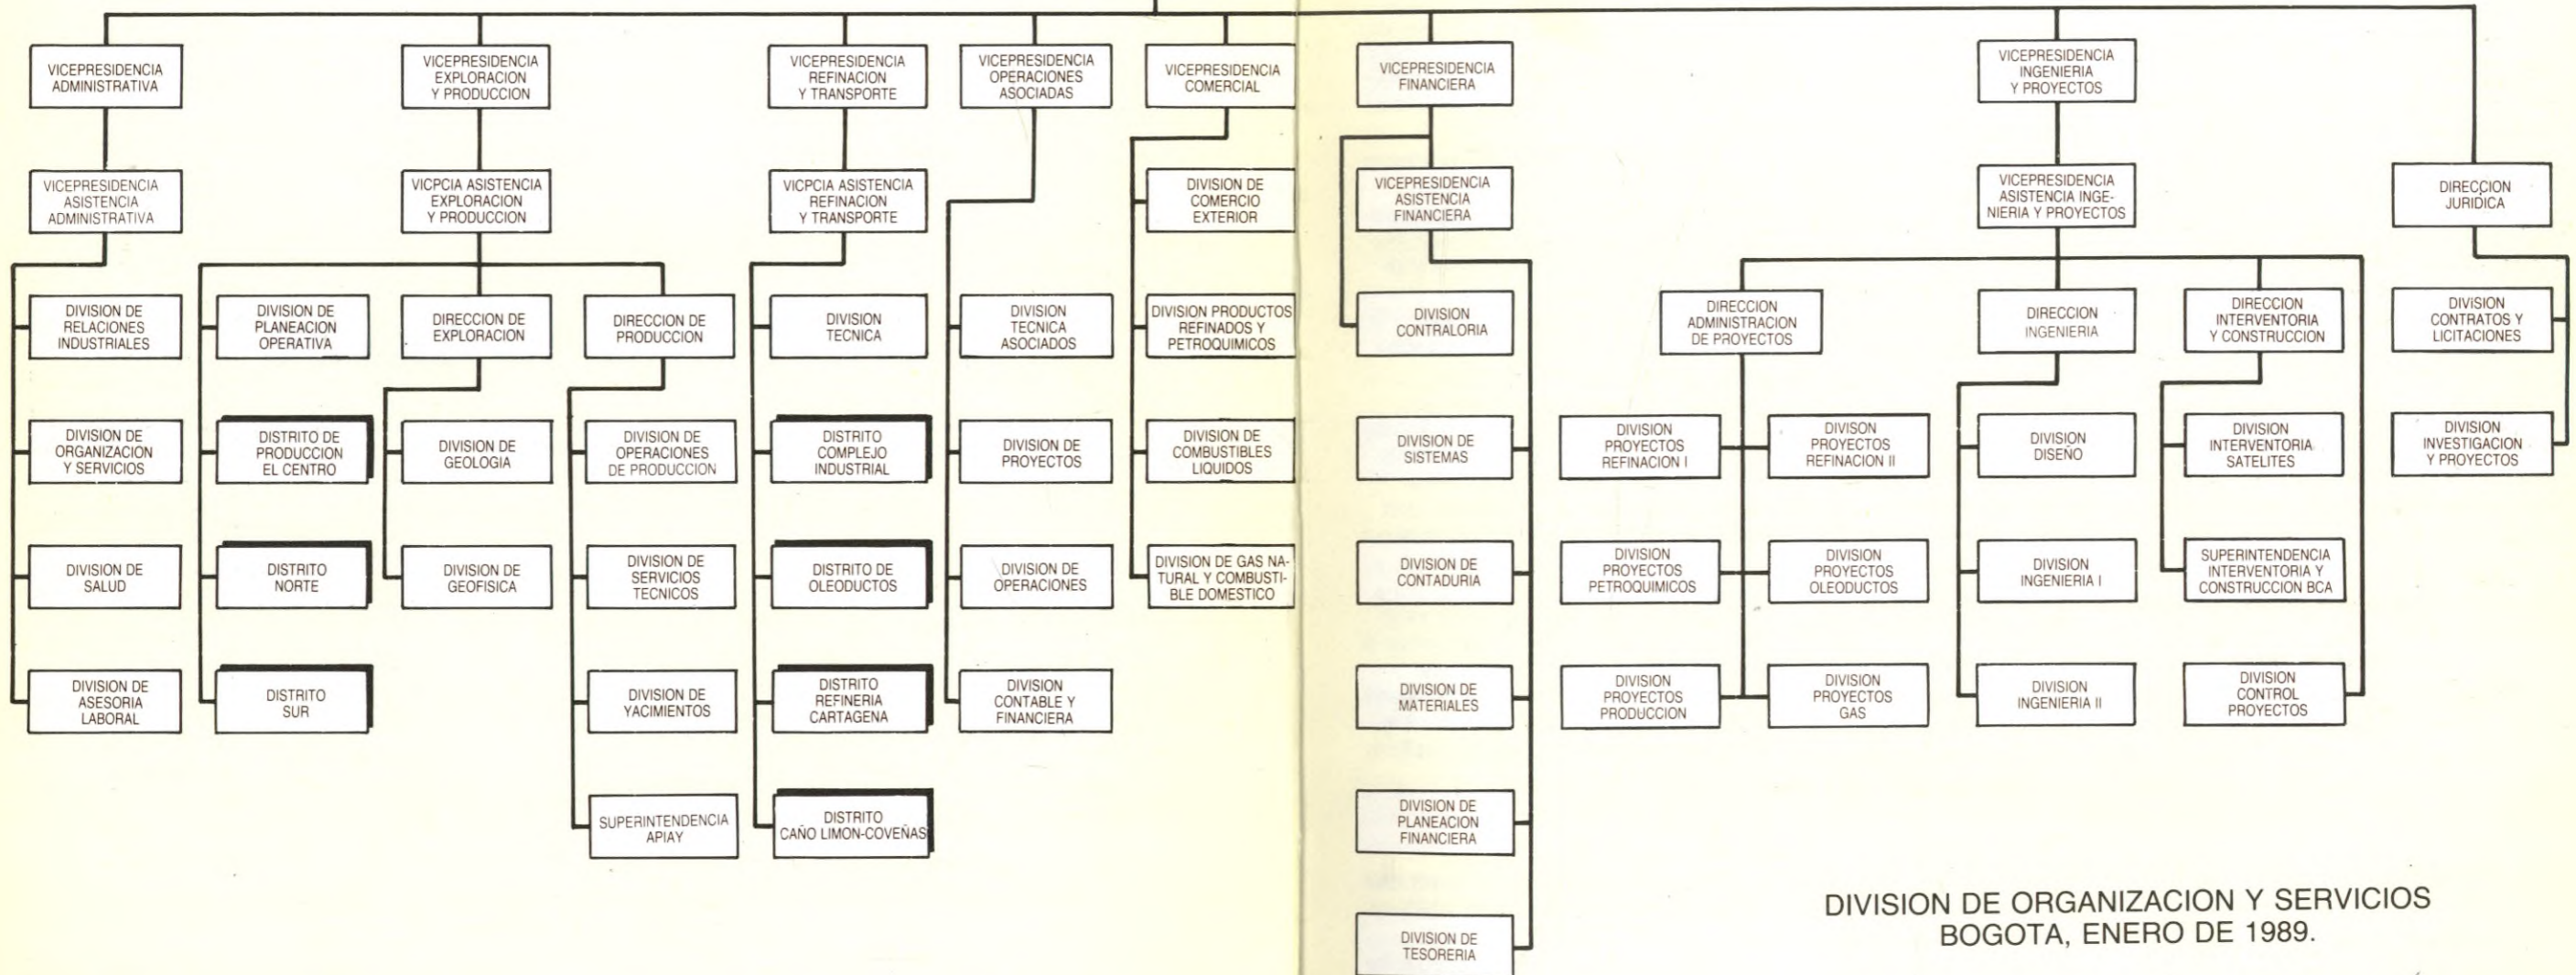 VICEPRESIDENCIA
ADMINISTRATIVA
VICEPRESIDENCIA
EXPLORACION
Y PRODUCCION
VICEPRESIDENCIA
REFINACION
Y TRANSPORTE
VICEPRESIDENCIA
OPERACIONES
ASOCIADAS
VICEPRESIDENCIA
COMERCIAL
VICEPRESIDENCIA
FINANCIERA
VICEPRESIDENCIA
INGENIERIA
Y PROYECTOS
VICEPRESIDENCIA
ASISTENCIA
ADMINISTRATIVA
VICPCIA ASISTENCIA
EXPLORACION
Y PRODUCCION
VICPCIA ASISTENCIA
REFINACION
Y TRANSPORTE
DIVISION DE
COMERCIO
EXTERIOR
VICEPRESIDENCIA
ASISTENCIA
FINANCIERA
VICEPRESIDENCIA
ASISTENCIA INGE-
NIERIA Y PROYECTOS
DIRECCION
JURIDICA
DIVISION DE
RELACIONES
INDUSTRIALES
DIVISION DE
PLANEACION
OPERATIVA
DIRECCION DE
EXPLORACION
DIRECCION DE
PRODUCCION
DIVISION
TECNICA
DIVISION
TECNICA
ASOCIADOS
DIVISION PRODUCTOS
REFINADOS Y
PETROQUIMICOS
DIVISION
CONTRALORIA
DIRECCION
ADMINISTRACION
DE PROYECTOS
DIRECCION
INGENIERIA
DIRECCION
INTERVENTORIA
Y CONSTRUCCION
DIVISION
CONTRATOS Y
LICITACIONES
DIVISION DE
ORGANIZACION
Y SERVICIOS
DISTRITO DE
PRODUCCION
EL CENTRO
DIVISION DE
GEOLOGIA
DIVISION DE
OPERACIONES
DE PRODUCCION
DISTRITO
COMPLEJO
INDUSTRIAL
DIVISION DE
PROYECTOS
DIVISION DE
COMBUSTIBLES
LIQUIDOS
DIVISION DE
SISTEMAS
DIVISION
PROYECTOS
REFINACION I
DIVISON
PROYECTOS
REFINACION II
DIVISION
DISEÑO
DIVISION
INTERVENTORIA
SATELITES
DIVISION
INVESTIGACION
Y PROYECTOS
DIVISION DE
SALUD
DISTRITO
NORTE
DIVISION DE
GEOFISICA
DIVISION DE
SERVICIOS
TECNICOS
DISTRITO DE
OLEODUCTOS
DIVISION DE
OPERACIONES
DIVISION DE GAS NA-
TURAL Y COMBUSTI-
BLE DOMESTICO
DIVISION DE
CONTADURIA
DIVISION
PROYECTOS
PETROQUIMICOS
DIVISION
PROYECTOS
OLEODUCTOS
DIVISION
INGENIERIA I
SUPERINTENDENCIA
INTERVENTORIA Y
CONSTRUCCION BCA
DIVISION DE
ASESORIA
LABORAL
DISTRITO
SUR
DIVISION DE
YACIMIENTOS
DISTRITO
REFINERIA
CARTAGENA
DIVISION
CONTABLE Y
FINANCIERA
DIVISION DE
MATERIALES
DIVISION
PROYECTOS
PRODUCCION
DIVISION
PROYECTOS
GAS
DIVISION
INGENIERIA II
DIVISION
CONTROL
PROYECTOS
SUPERINTENDENCIA
APIAY
DISTRITO
CAÑO LIMON-COVEÑAS
DIVISION DE
PLANEACION
FINANCIERA
DIVISION DE
TESORERIA
DIVISION DE ORGANIZACION Y SERVICIOS
BOGOTA, ENERO DE 1989.